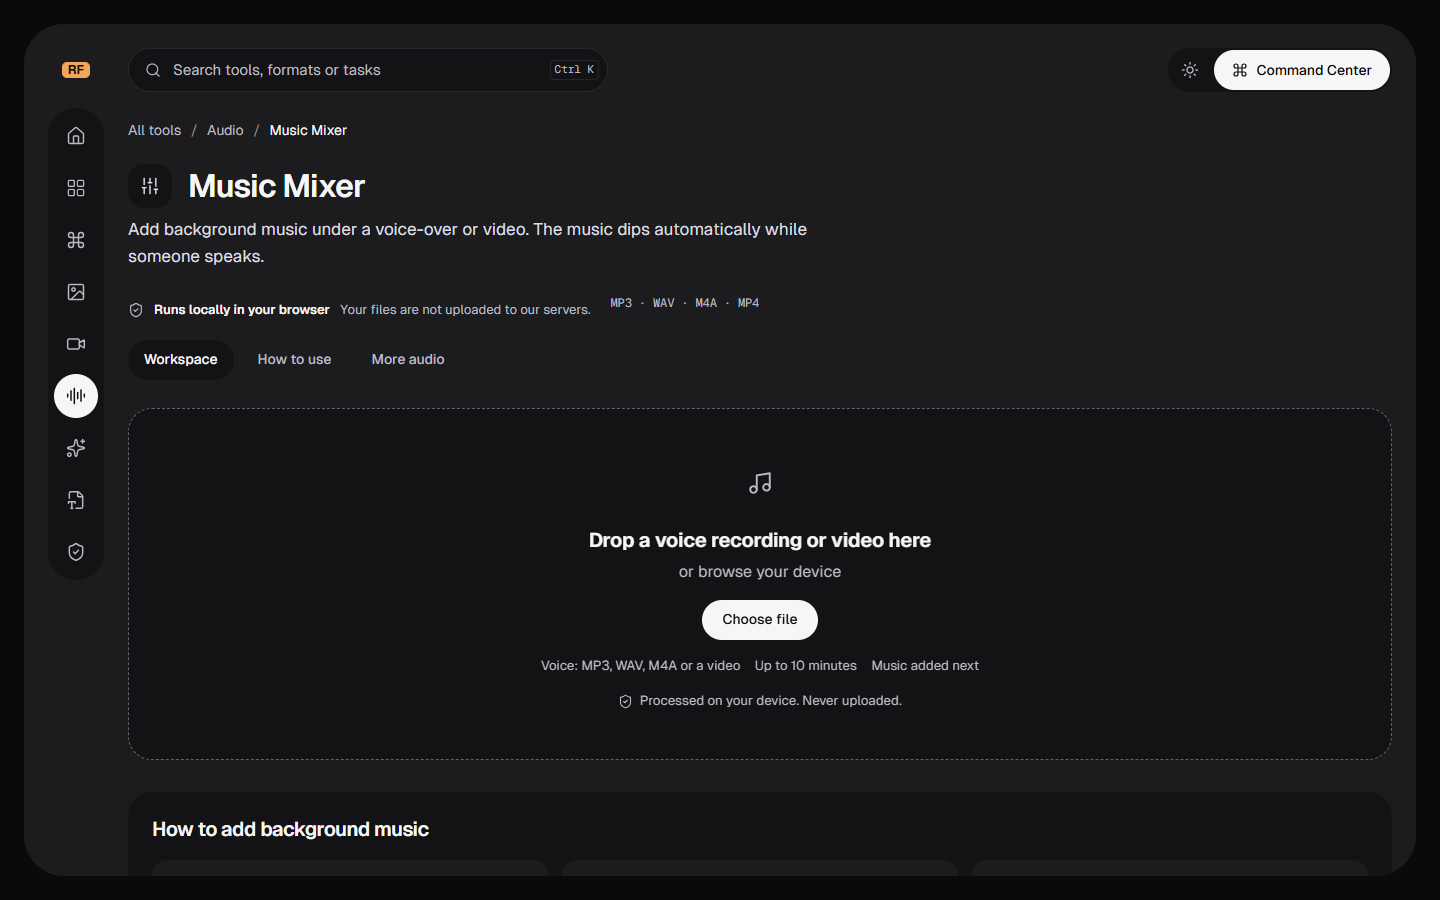 RF
Search tools, formats or tasks
Ctrl K
Command Center
All tools / Audio / Music Mixer
Music Mixer
Add background music under a voice-over or video. The music dips automatically while
someone speaks.
Runs locally in your browser Your files are not uploaded to our servers. MP3 · WAV · M4A · MP4
Workspace How to use More audio
Drop a voice recording or video here
or browse your device
Choose file
Voice: MP3, WAV, M4A or a video Up to 10 minutes Music added next
Processed on your device. Never uploaded.
How to add background music